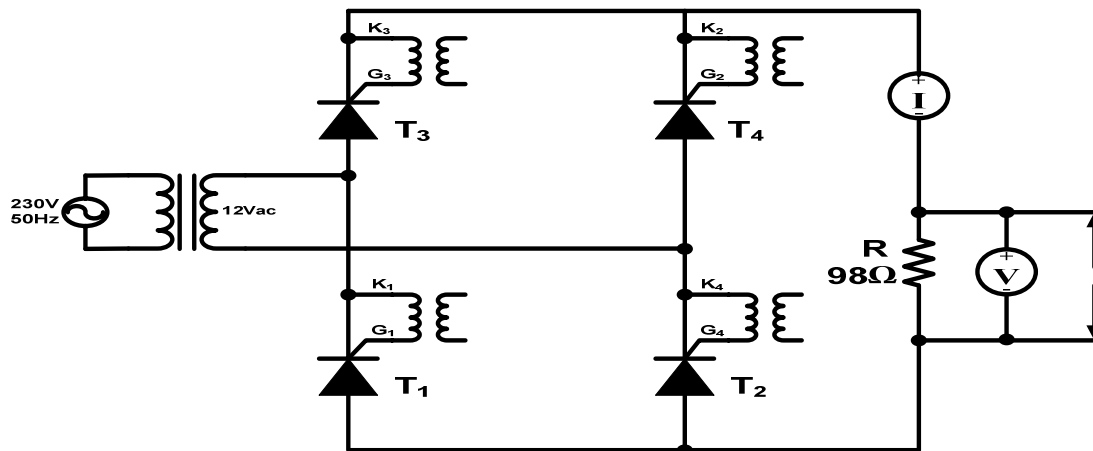 K₃
K₂
G₃
G₂
I
T₃
T₄
230V
50Hz
12Vac
R
98Ω
V
K₁
K₄
G₁
G₄
T₁
T₂